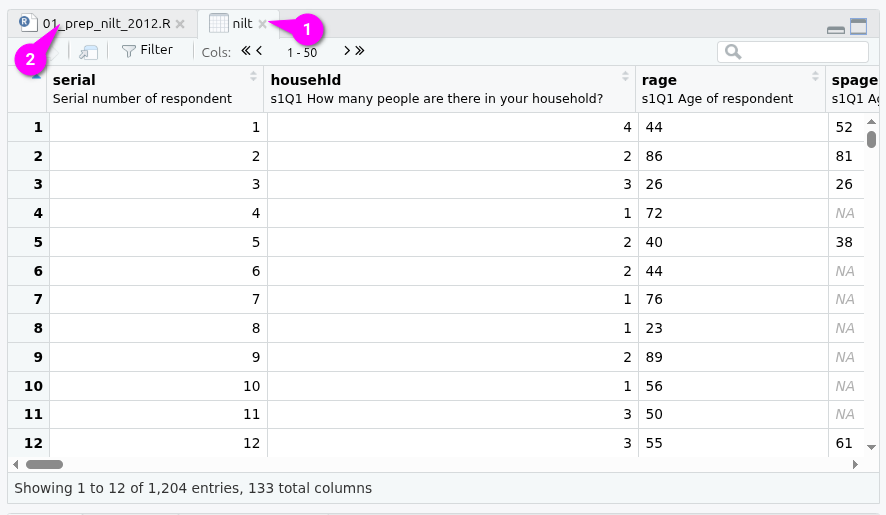 01_prep_nilt_2012.R nilt 1
2 Filter Cols: 1 - 50
serial househld rage spage
Serial number of respondent s1Q1 How many people are there in your household? s1Q1 Age of respondent s1Q1 Ag
1 1 4 44 52
2 2 2 86 81
3 3 3 26 26
4 4 1 72 NA
5 5 2 40 38
6 6 2 44 NA
7 7 1 76 NA
8 8 1 23 NA
9 9 2 89 NA
10 10 1 56 NA
11 11 3 50 NA
12 12 3 55 61
Showing 1 to 12 of 1,204 entries, 133 total columns